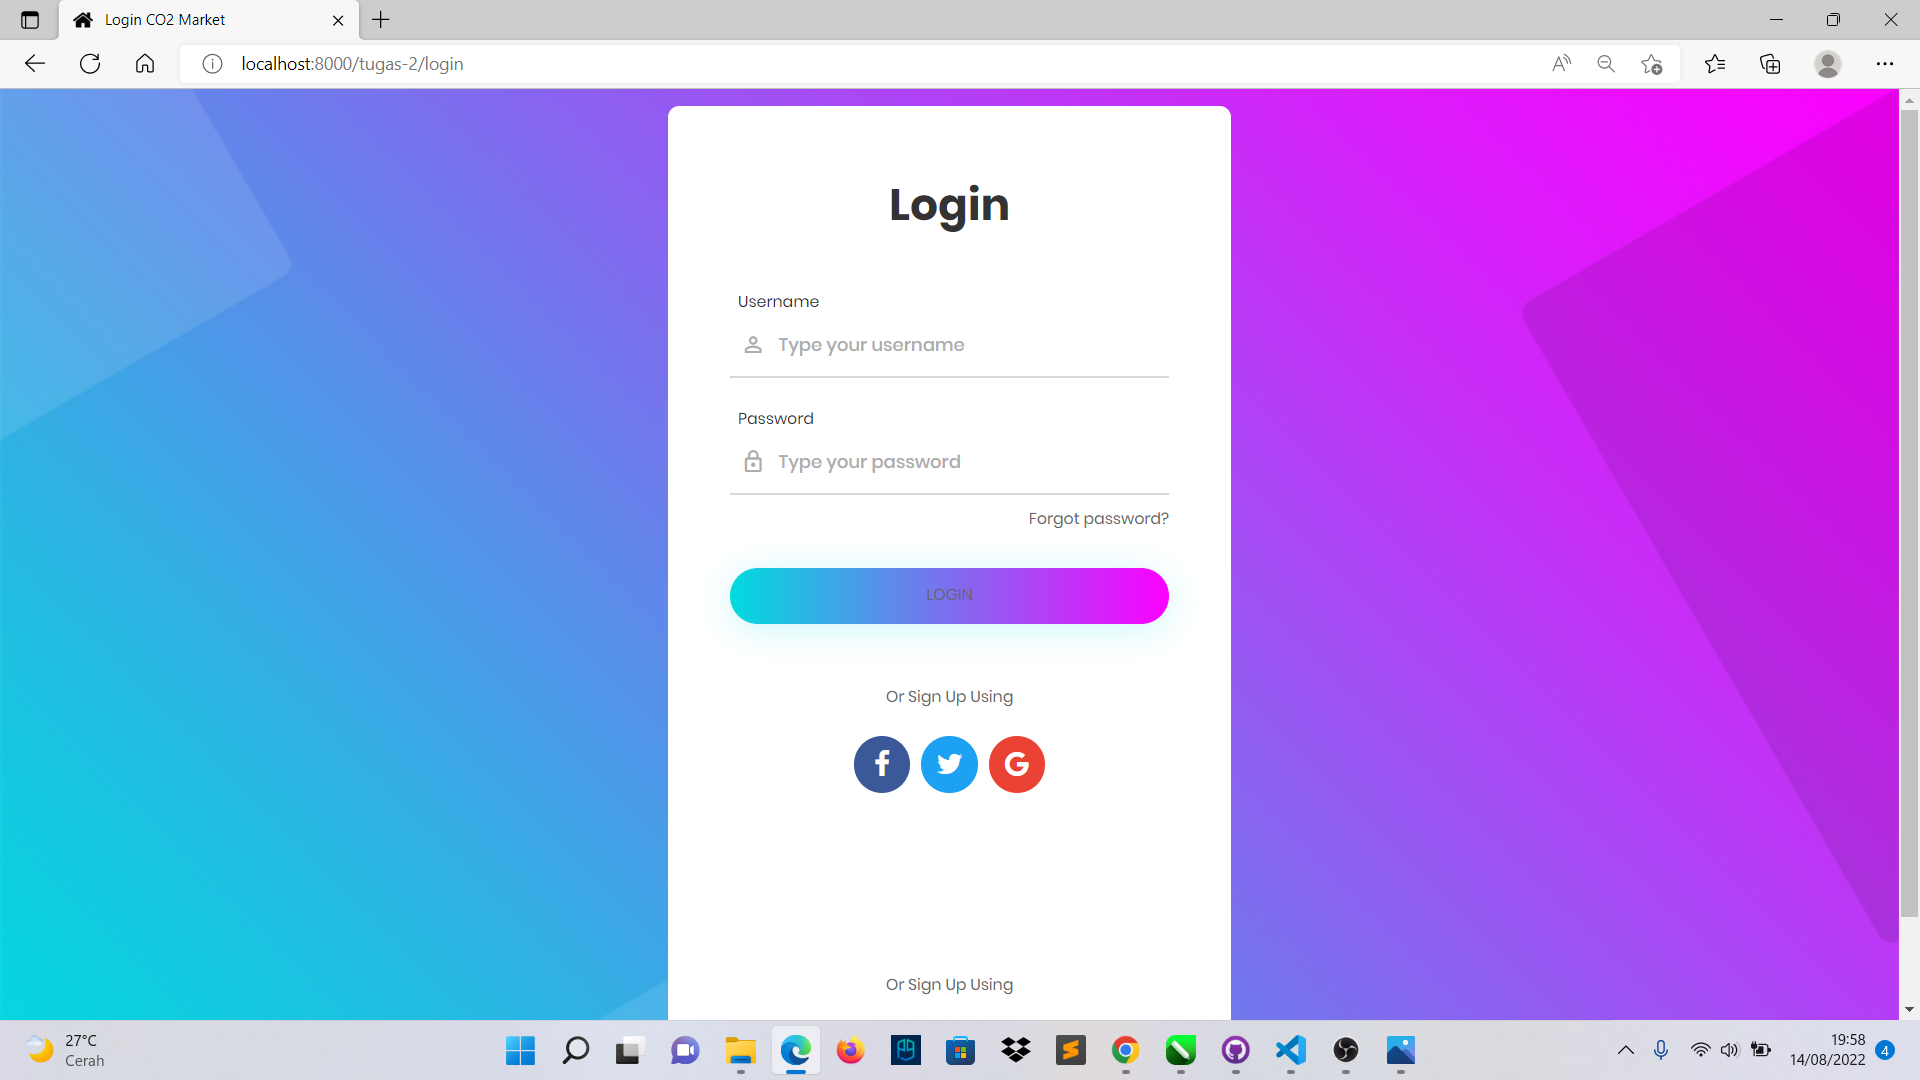 Login CO2 Market
localhost:8000/tugas-2/login
Login
Username
Type your username
Password
Type your password
Forgot password?
LOGIN
Or Sign Up Using
Or Sign Up Using
27°C
Cerah
19:58
14/08/2022
4